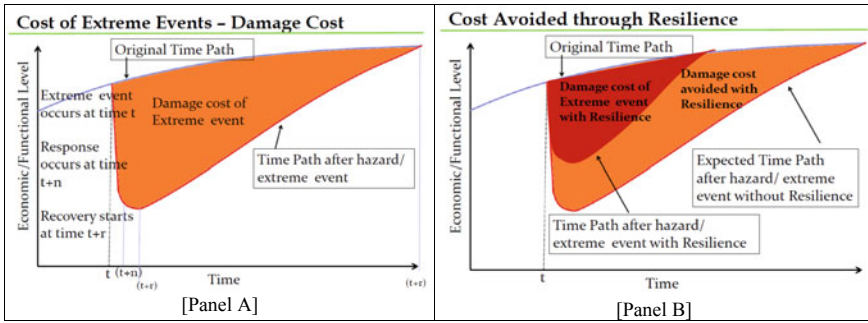 Cost of Extreme Events – Damage Cost
Economic/Functional Level
Original Time Path
Extreme event
occurs at time t
Damage cost of
Extreme event
Response
occurs at time
t+n
Time Path after hazard/
extreme event
Recovery starts
at time t+r
t
(t+n)
(t+r)
Time
(t+r)
[Panel A]
Cost Avoided through Resilience
Economic/Functional Level
Original Time Path
Damage cost of
Extreme event
with Resilience
Damage cost
avoided with
Resilience
Expected Time Path
after hazard/ extreme
event without Resilience
Time Path after hazard/
extreme event with Resilience
t
Time
[Panel B]